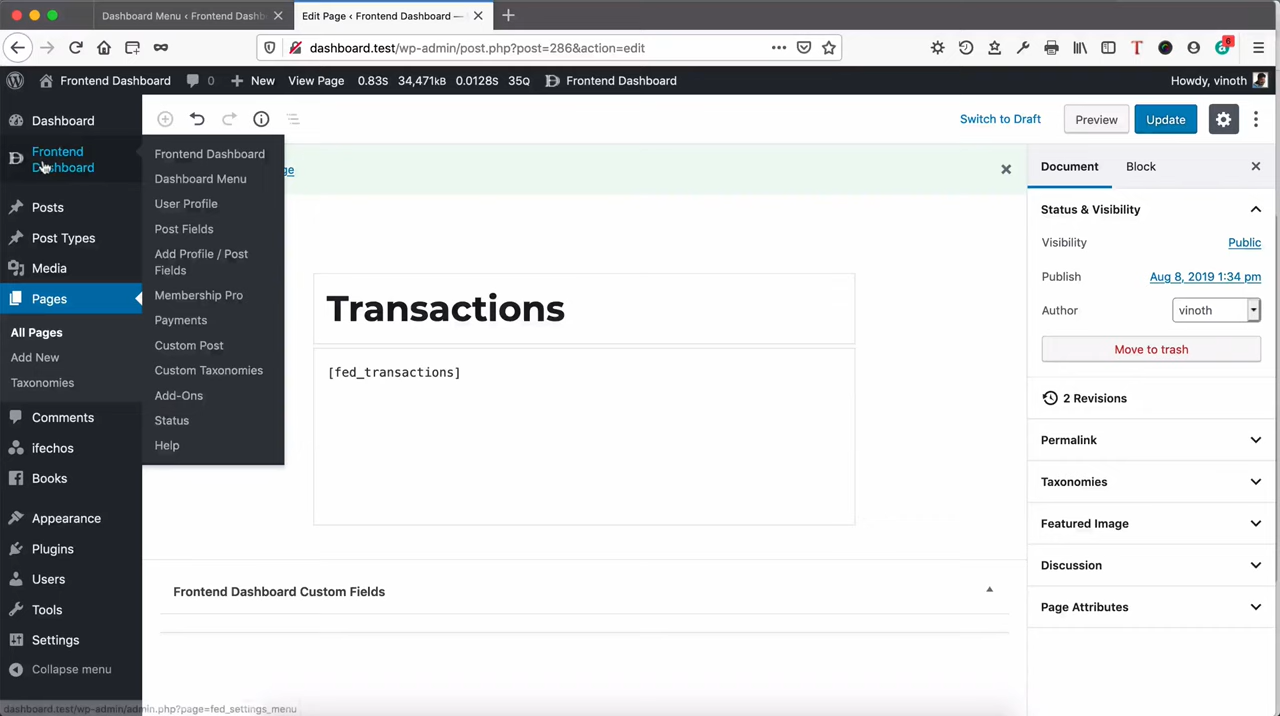 Dashboard Menu ‹ Frontend Dashb
Edit Page ‹ Frontend Dashboard —
dashboard.test/wp-admin/post.php?post=286&action=edit
6
Frontend Dashboard
0
New
View Page
0.83S
34,471kB
0.0128S
35Q
Frontend Dashboard
Howdy, vinoth
Dashboard
Frontend
Dashboard
Posts
Post Types
Media
Pages
All Pages
Add New
Taxonomies
Comments
ifechos
Books
Appearance
Plugins
Users
Tools
Settings
Collapse menu
Frontend Dashboard
Dashboard Menu
User Profile
Post Fields
Add Profile / Post
Fields
Membership Pro
Payments
Custom Post
Custom Taxonomies
Add-Ons
Status
Help
Switch to Draft
Preview
Update
ge
Transactions
[fed_transactions]
Frontend Dashboard Custom Fields
Document
Block
Status & Visibility
Visibility
Public
Publish
Aug 8, 2019 1:34 pm
Author
vinoth
Move to trash
2 Revisions
Permalink
Taxonomies
Featured Image
Discussion
Page Attributes
dashboard.test/wp-admin/admin.php?page=fed_settings_menu